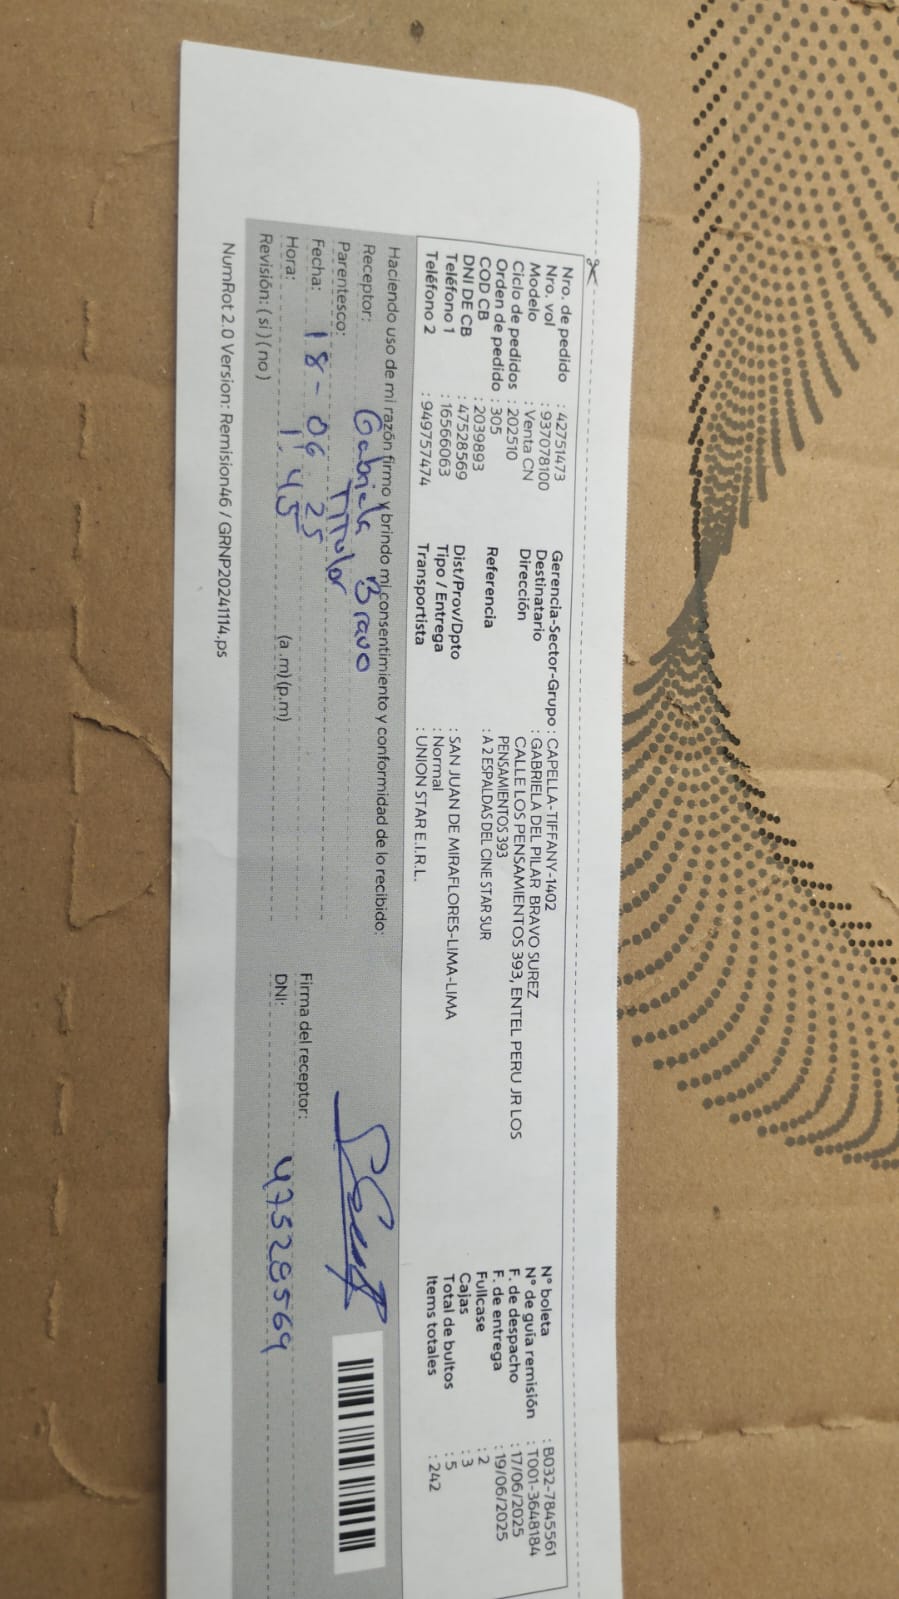 Nro. de pedido : 42751473
Nro. vol : 937078100
Modelo : Venta CN
Ciclo de pedidos : 202510
Orden de pedido : 305
COD CB : 2039893
DNI DE CB : 47528569
Teléfono 1 : 16566063
Teléfono 2 : 949757474
Gerencia-Sector-Grupo : CAPELLA-TIFFANY-1402
Destinatario : GABRIELA DEL PILAR BRAVO SUREZ
Dirección CALLE LOS PENSAMIENTOS 393, ENTEL PERU JR LOS
PENSAMIENTOS 393
Referencia : A 2 ESPALDAS DEL CINE STAR SUR
Dist/Prov/Dpto : SAN JUAN DE MIRAFLORES-LIMA-LIMA
Tipo / Entrega : Normal
Transportista : UNION STAR E.I.R.L.
N° boleta : B032-7845561
N° de guía remisión : T001-3648184
F. de despacho : 17/06/2025
F. de entrega : 19/06/2025
Fullcase : 2
Cajas : 3
Total de bultos : 5
Items totales : 242
Haciendo uso de mi razón firmo y brindo mi consentimiento y conformidad de lo recibido:
Receptor: Gabriela Bravo
Parentesco: Titular
Fecha: 18-06 25
Hora: 1:45 (a.m)(p.m)
Revisión: ( si ) ( no )
Firma del receptor:
DNI: 47528569
NumRot 2.0 Version: Remision46 / GRNP20241114.ps